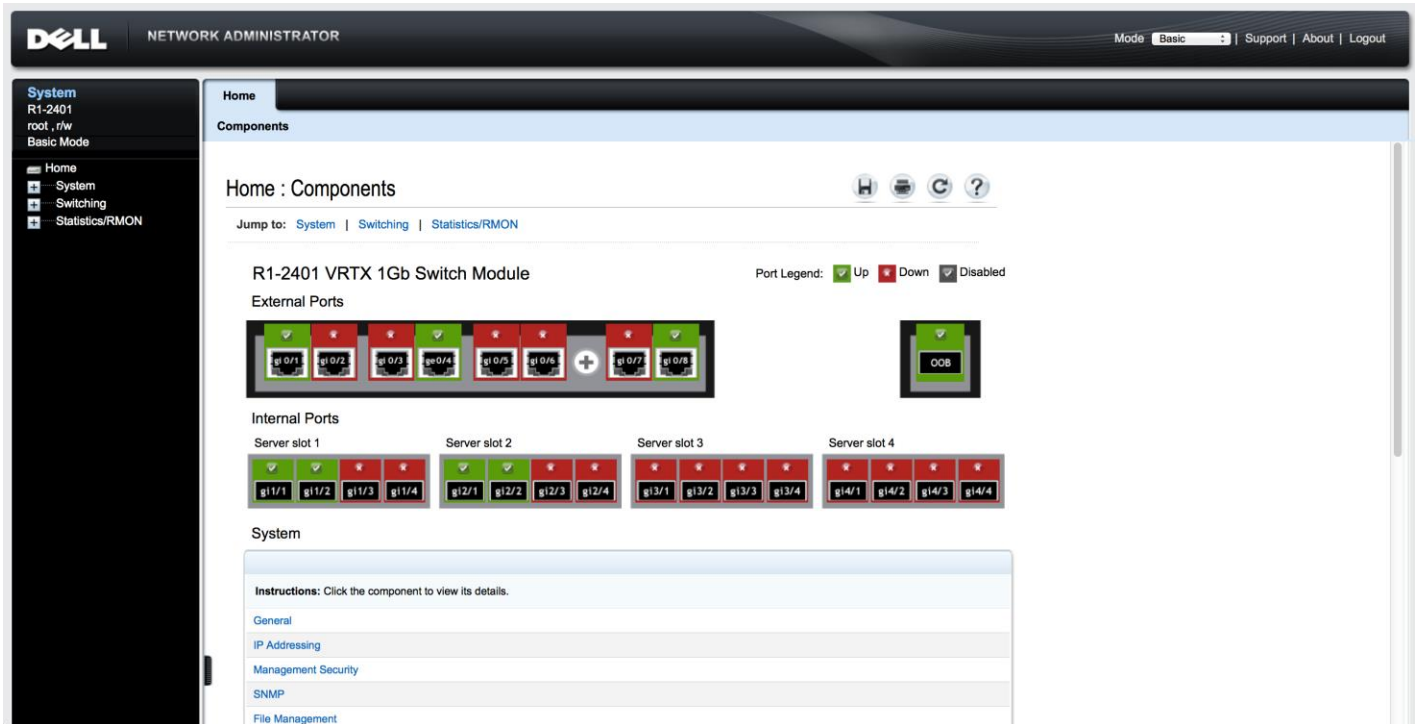 DELL
NETWORK ADMINISTRATOR
Mode Basic | Support | About | Logout
System
R1-2401
root , r/w
Basic Mode
Home
System
Switching
Statistics/RMON
Home
Components
Home : Components
Jump to: System | Switching | Statistics/RMON
R1-2401 VRTX 1Gb Switch Module
Port Legend: Up Down Disabled
External Ports
gi 0/1 gi 0/2 gi 0/3 ge0/4 gi 0/5 gi 0/6 gi 0/7 gi 0/8
OOB
Internal Ports
Server slot 1 Server slot 2 Server slot 3 Server slot 4
gi1/1 gi1/2 gi1/3 gi1/4 gi2/1 gi2/2 gi2/3 gi2/4 gi3/1 gi3/2 gi3/3 gi3/4 gi4/1 gi4/2 gi4/3 gi4/4
System
Instructions: Click the component to view its details.
General
IP Addressing
Management Security
SNMP
File Management